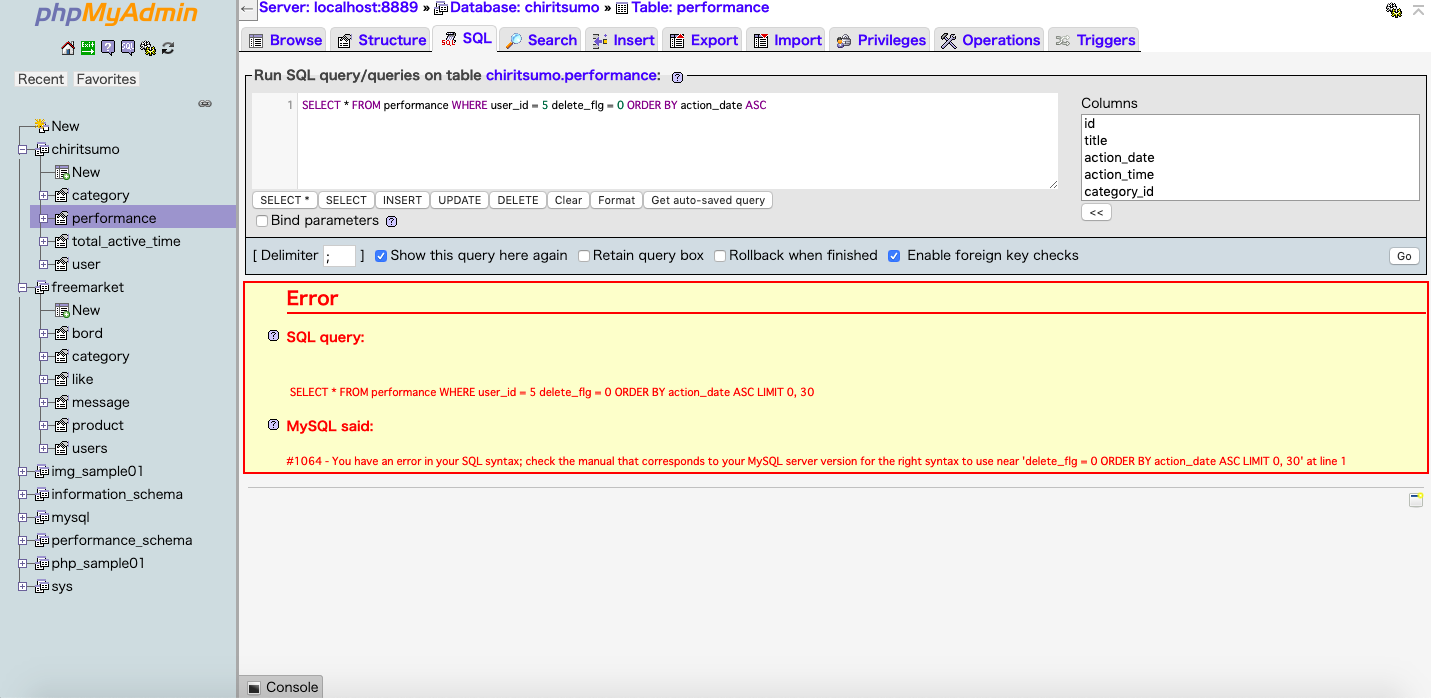 phpMyAdmin
Recent Favorites
New
chiritsumo
New
category
performance
total_active_time
user
freemarket
New
bord
category
like
message
product
users
img_sample01
information_schema
mysql
performance_schema
php_sample01
sys
Server: localhost:8889 » Database: chiritsumo » Table: performance
Browse Structure SQL Search Insert Export Import Privileges Operations Triggers
Run SQL query/queries on table chiritsumo.performance:
1 SELECT * FROM performance WHERE user_id = 5 delete_flg = 0 ORDER BY action_date ASC
Columns
id
title
action_date
action_time
category_id
<<
SELECT * SELECT INSERT UPDATE DELETE Clear Format Get auto-saved query
Bind parameters
[ Delimiter ; ] Show this query here again Retain query box Rollback when finished Enable foreign key checks Go
Error
SQL query:
SELECT * FROM performance WHERE user_id = 5 delete_flg = 0 ORDER BY action_date ASC LIMIT 0, 30
MySQL said:
#1064 - You have an error in your SQL syntax; check the manual that corresponds to your MySQL server version for the right syntax to use near 'delete_flg = 0 ORDER BY action_date ASC LIMIT 0, 30' at line 1
Console